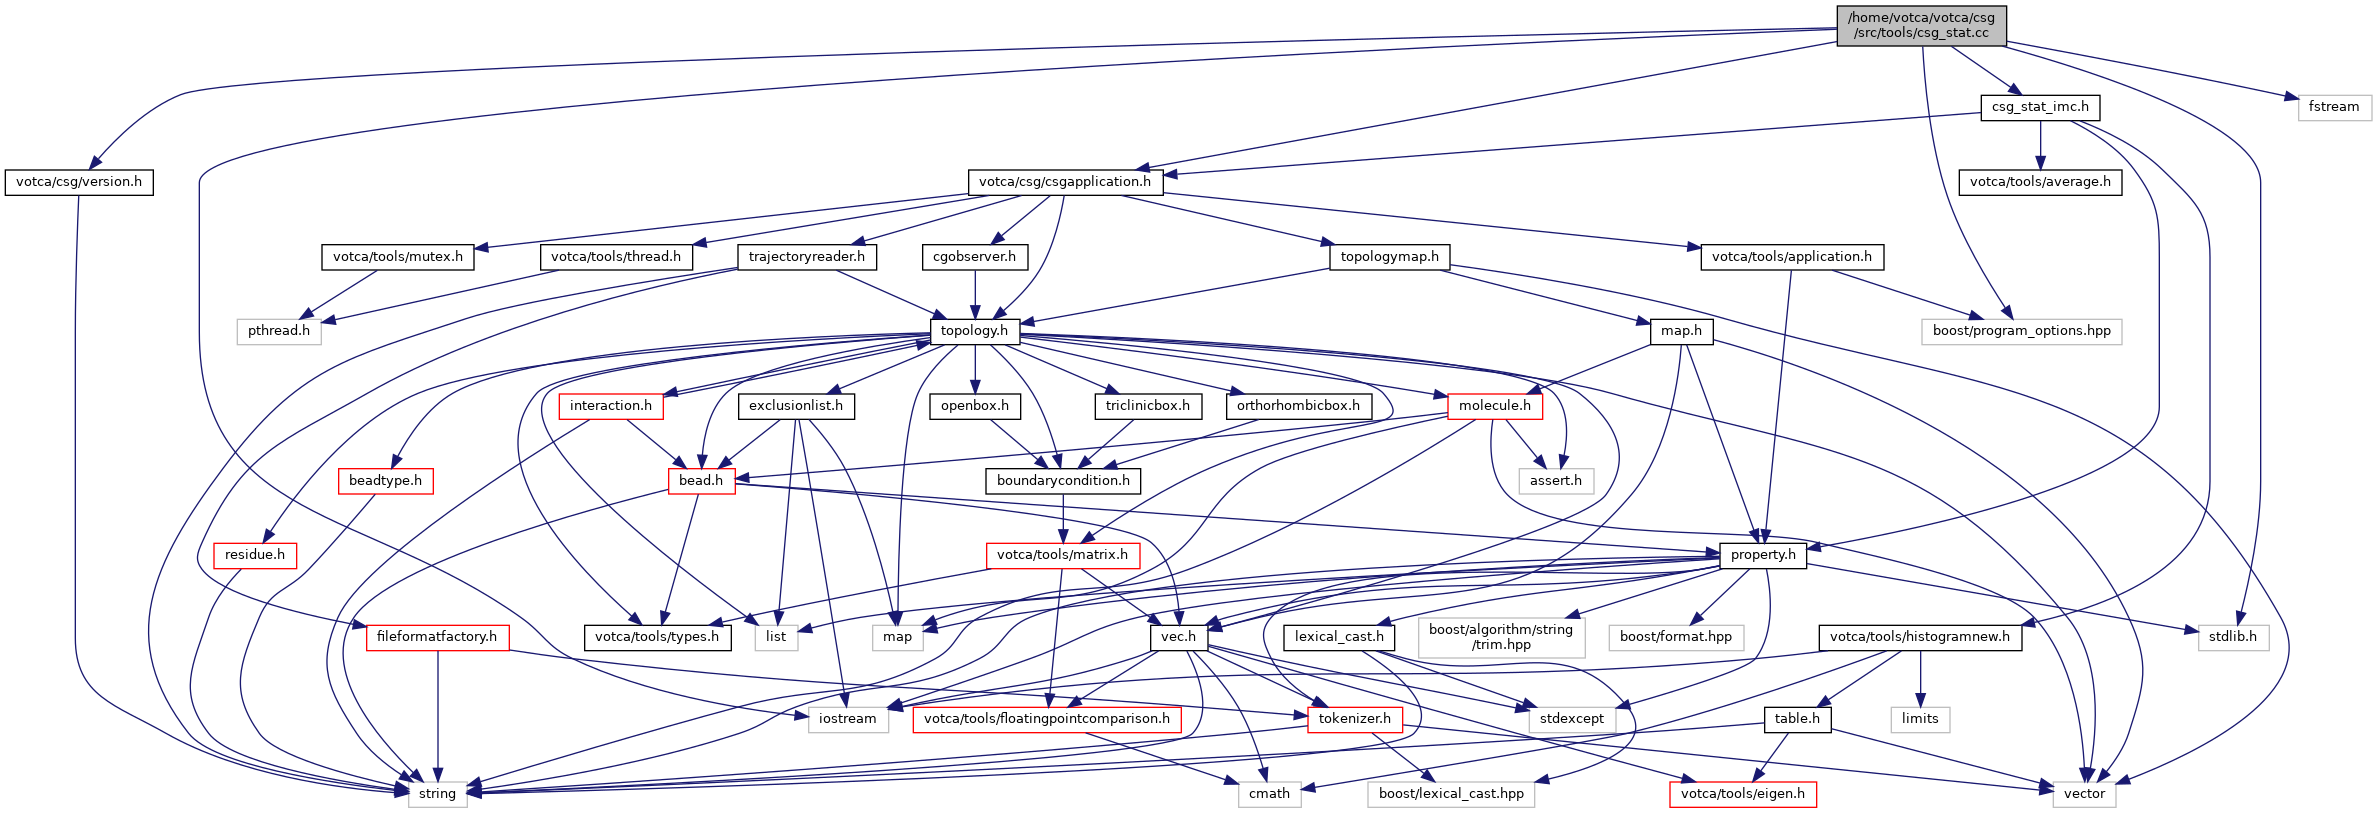 /home/votca/votca/csg
/src/tools/csg_stat.cc
fstream
csg_stat_imc.h
votca/csg/version.h
votca/csg/csgapplication.h
votca/tools/average.h
votca/tools/mutex.h
votca/tools/thread.h
trajectoryreader.h
cgobserver.h
topologymap.h
votca/tools/application.h
pthread.h
topology.h
map.h
boost/program_options.hpp
interaction.h
exclusionlist.h
openbox.h
triclinicbox.h
orthorhombicbox.h
molecule.h
beadtype.h
bead.h
boundarycondition.h
assert.h
residue.h
votca/tools/matrix.h
property.h
fileformatfactory.h
votca/tools/types.h
list
map
vec.h
lexical_cast.h
boost/algorithm/string
/trim.hpp
boost/format.hpp
votca/tools/histogramnew.h
stdlib.h
iostream
votca/tools/floatingpointcomparison.h
tokenizer.h
stdexcept
table.h
limits
string
cmath
boost/lexical_cast.hpp
votca/tools/eigen.h
vector